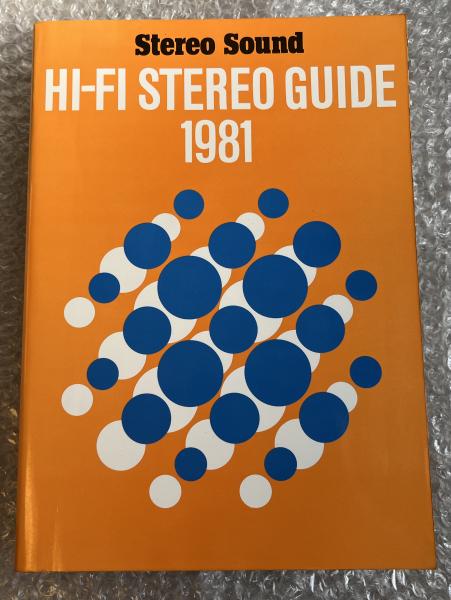 Stereo Sound
HI-FI STEREO GUIDE
1981